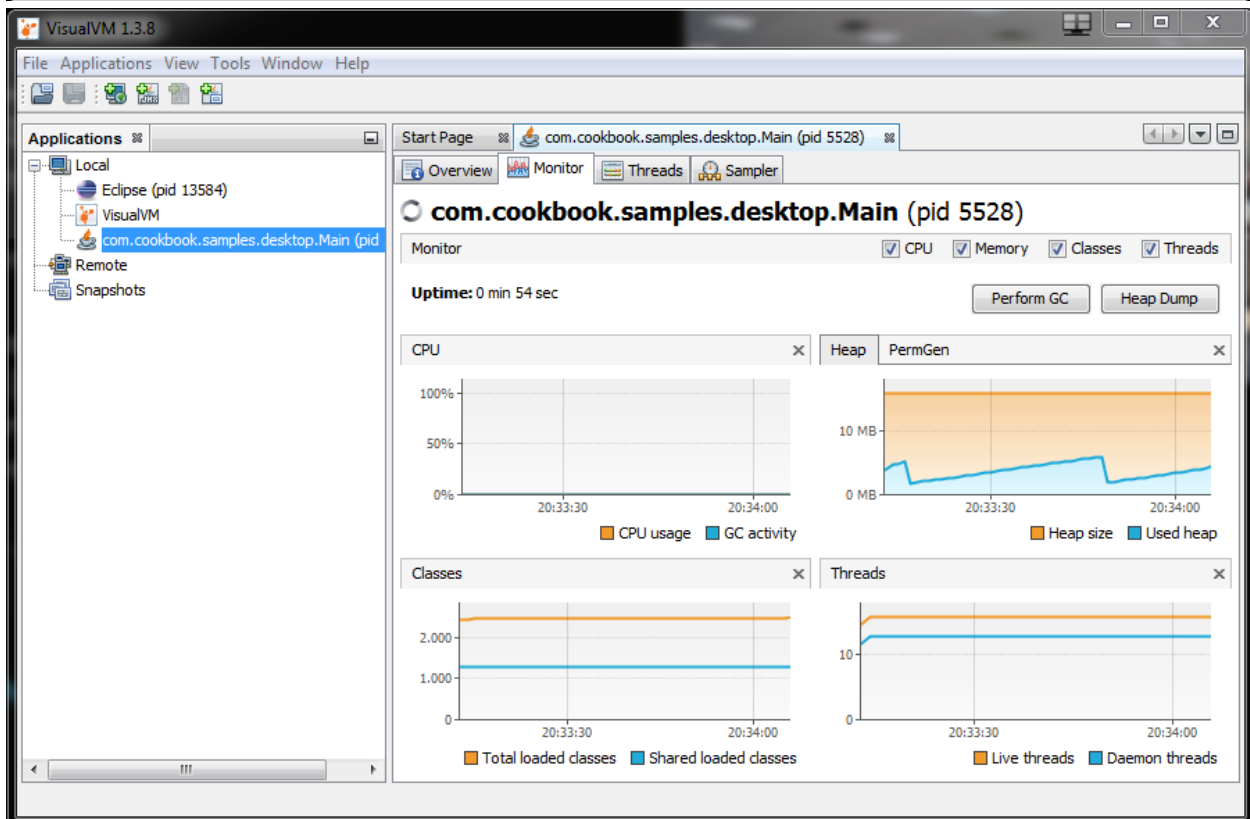 VisualVM 1.3.8
File Applications View Tools Window Help
JMX
Applications
Local
Eclipse (pid 13584)
VisualVM
com.cookbook.samples.desktop.Main (pid
Remote
Snapshots
Start Page com.cookbook.samples.desktop.Main (pid 5528)
Overview Monitor Threads Sampler
com.cookbook.samples.desktop.Main (pid 5528)
Monitor CPU Memory Classes Threads
Uptime: 0 min 54 sec Perform GC Heap Dump
CPU
100%
50%
0%
20:33:30 20:34:00
CPU usage GC activity
Heap PermGen
10 MB
0 MB
20:33:30 20:34:00
Heap size Used heap
Classes
2.000
1.000
0
20:33:30 20:34:00
Total loaded classes Shared loaded classes
Threads
10
0
20:33:30 20:34:00
Live threads Daemon threads